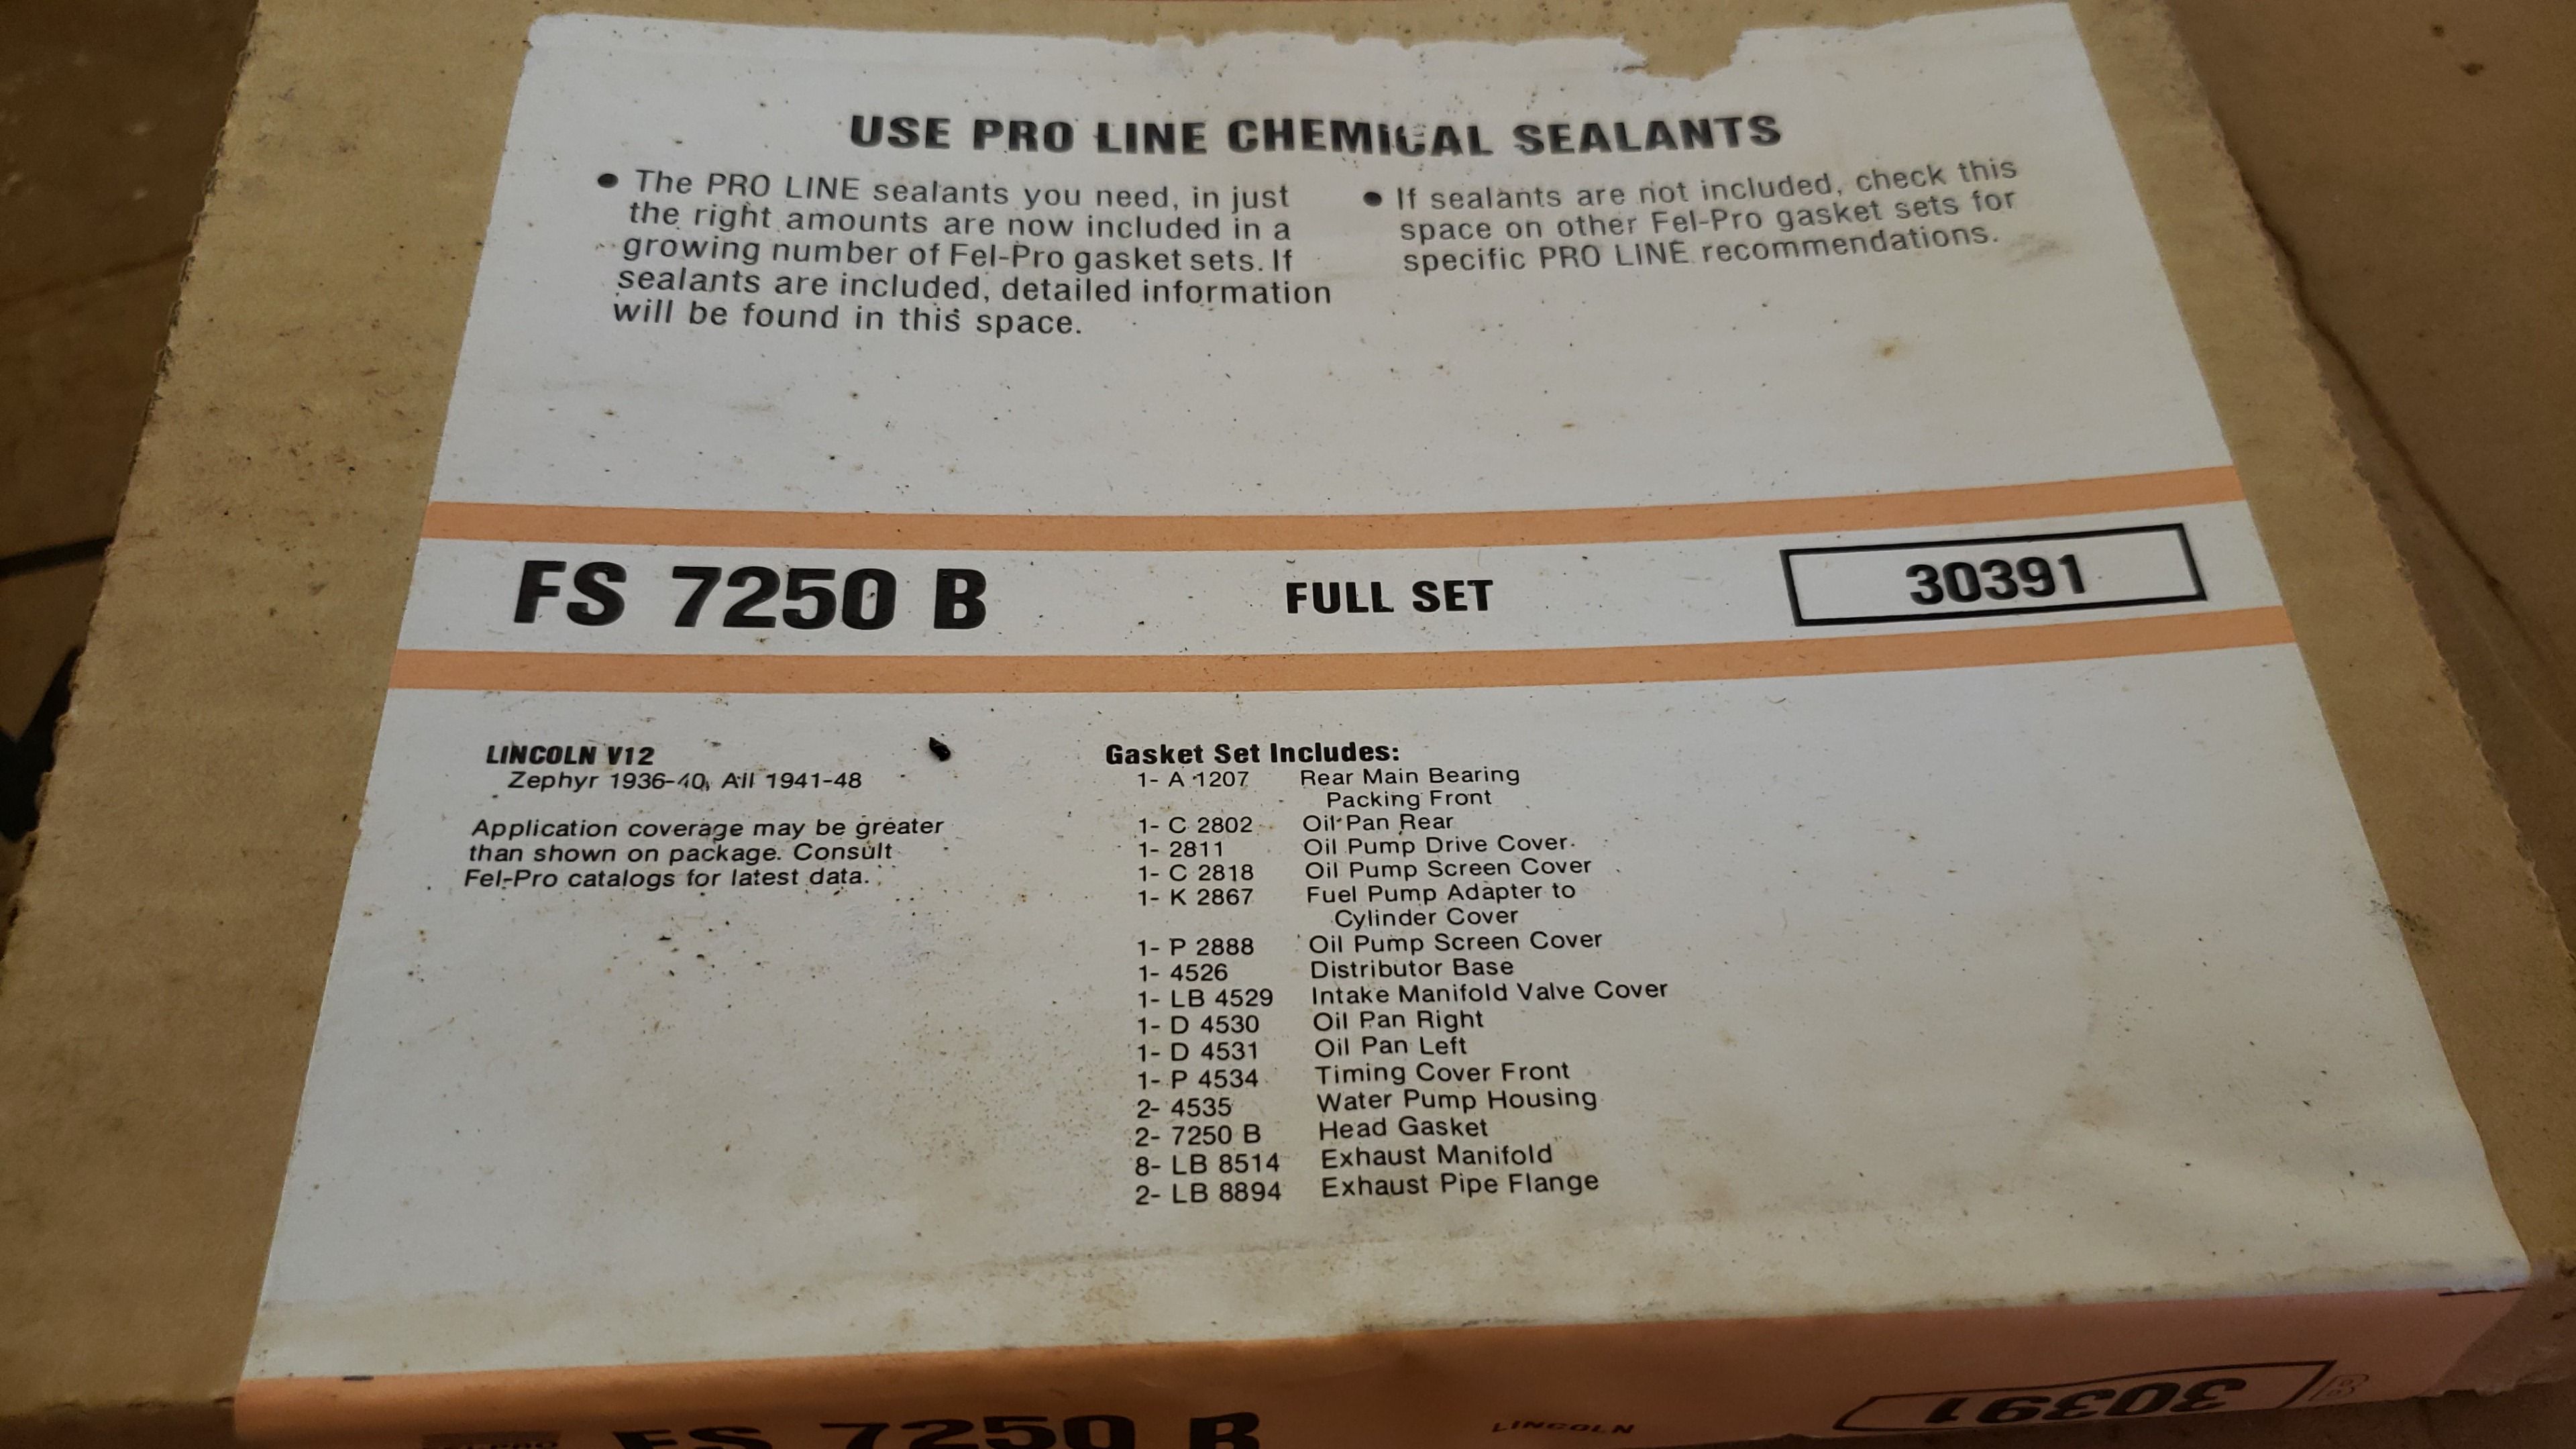 USE PRO LINE CHEMICAL SEALANTS
● The PRO LINE sealants you need, in just
the right amounts are now included in a
growing number of Fel-Pro gasket sets. If
sealants are included, detailed information
will be found in this space.
● If sealants are not included, check this
space on other Fel-Pro gasket sets for
specific PRO LINE recommendations.
FS 7250 B FULL SET 30391
LINCOLN V12
Zephyr 1936-40, All 1941-48
Application coverage may be greater
than shown on package. Consult
Fel-Pro catalogs for latest data.
Gasket Set Includes:
1- A 1207 Rear Main Bearing
Packing Front
1- C 2802 Oil Pan Rear
1- 2811 Oil Pump Drive Cover
1- C 2818 Oil Pump Screen Cover
1- K 2867 Fuel Pump Adapter to
Cylinder Cover
1- P 2888 Oil Pump Screen Cover
1- 4526 Distributor Base
1- LB 4529 Intake Manifold Valve Cover
1- D 4530 Oil Pan Right
1- D 4531 Oil Pan Left
1- P 4534 Timing Cover Front
2- 4535 Water Pump Housing
2- 7250 B Head Gasket
8- LB 8514 Exhaust Manifold
2- LB 8894 Exhaust Pipe Flange
FS 7250 B LINCOLN 30391